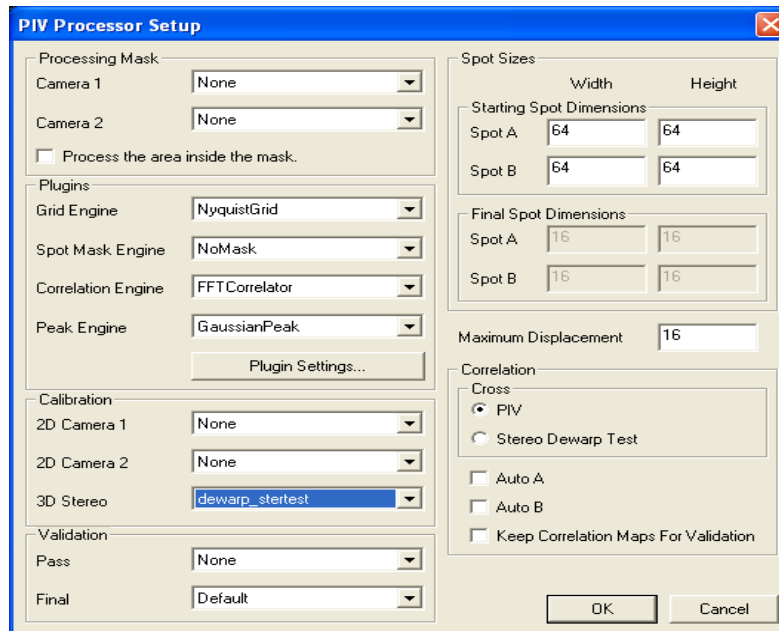 PIV Processor Setup
Processing Mask
Camera 1 None
Camera 2 None
Process the area inside the mask.
Plugins
Grid Engine NyquistGrid
Spot Mask Engine NoMask
Correlation Engine FFTCorrelator
Peak Engine GaussianPeak
Plugin Settings...
Calibration
2D Camera 1 None
2D Camera 2 None
3D Stereo dewarp_stertest
Validation
Pass None
Final Default
Spot Sizes
Width Height
Starting Spot Dimensions
Spot A 64 64
Spot B 64 64
Final Spot Dimensions
Spot A 16 16
Spot B 16 16
Maximum Displacement 16
Correlation
Cross
PIV
Stereo Dewarp Test
Auto A
Auto B
Keep Correlation Maps For Validation
OK Cancel